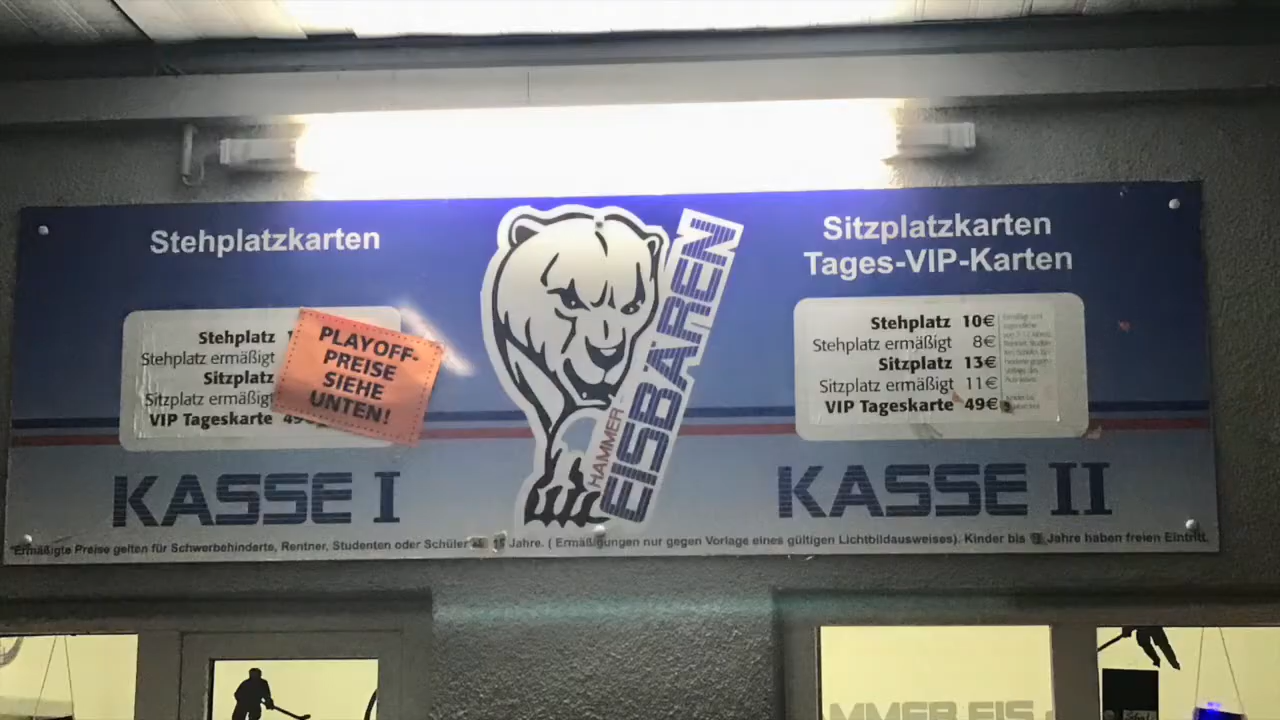 Stehplatzkarten
Stehplatz
Stehplatz ermäßigt
Sitzplatz
Sitzplatz ermäßigt
VIP Tageskarte 49
PLAYOFF-
PREISE
SIEHE
UNTEN!
KASSE I
HAMMER
EISBÄREN
Sitzplatzkarten
Tages-VIP-Karten
Stehplatz 10€
Stehplatz ermäßigt 8€
Sitzplatz 13€
Sitzplatz ermäßigt 11€
VIP Tageskarte 49€
KASSE II
*Ermäßigte Preise gelten für Schwerbehinderte, Rentner, Studenten oder Schüler Jahre. ( Ermäßigungen nur gegen Vorlage eines gültigen Lichtbildausweises). Kinder bis Jahre haben freien Eintritt.
MMER EIS